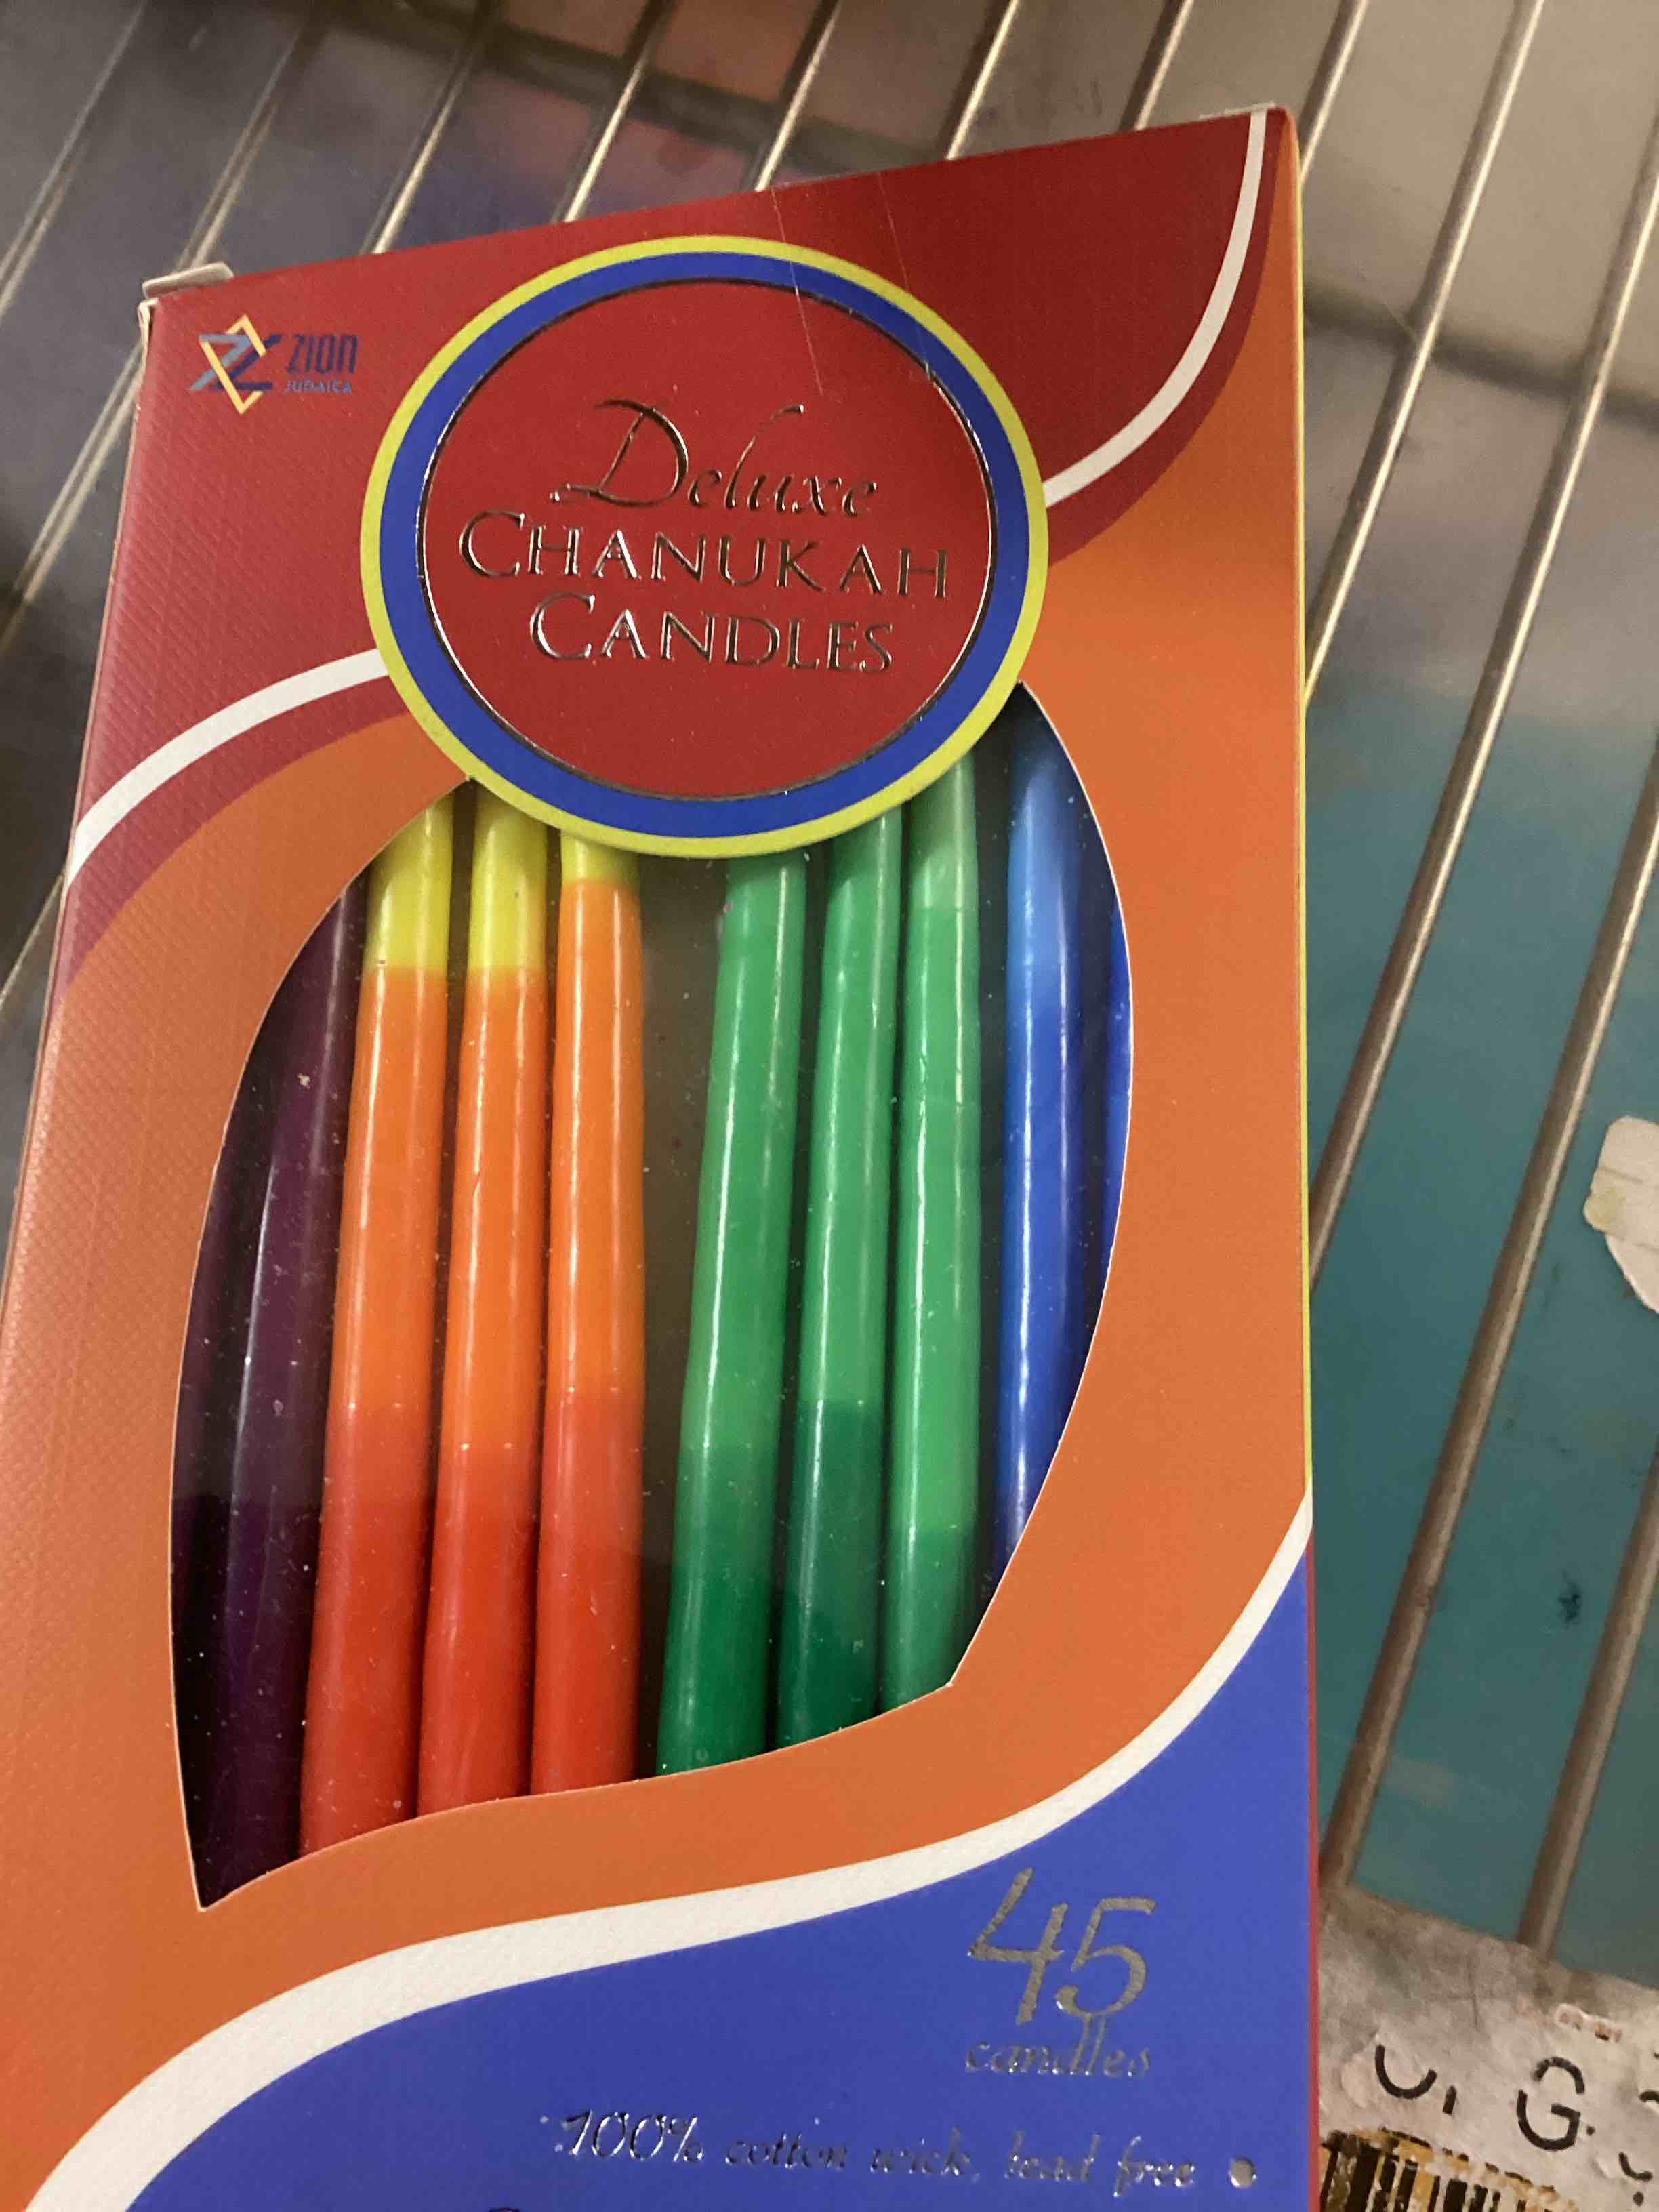 ZION
JUDAICA
Deluxe
CHANUKAH
CANDLES
45
candles
100% cotton wick, lead free •
G